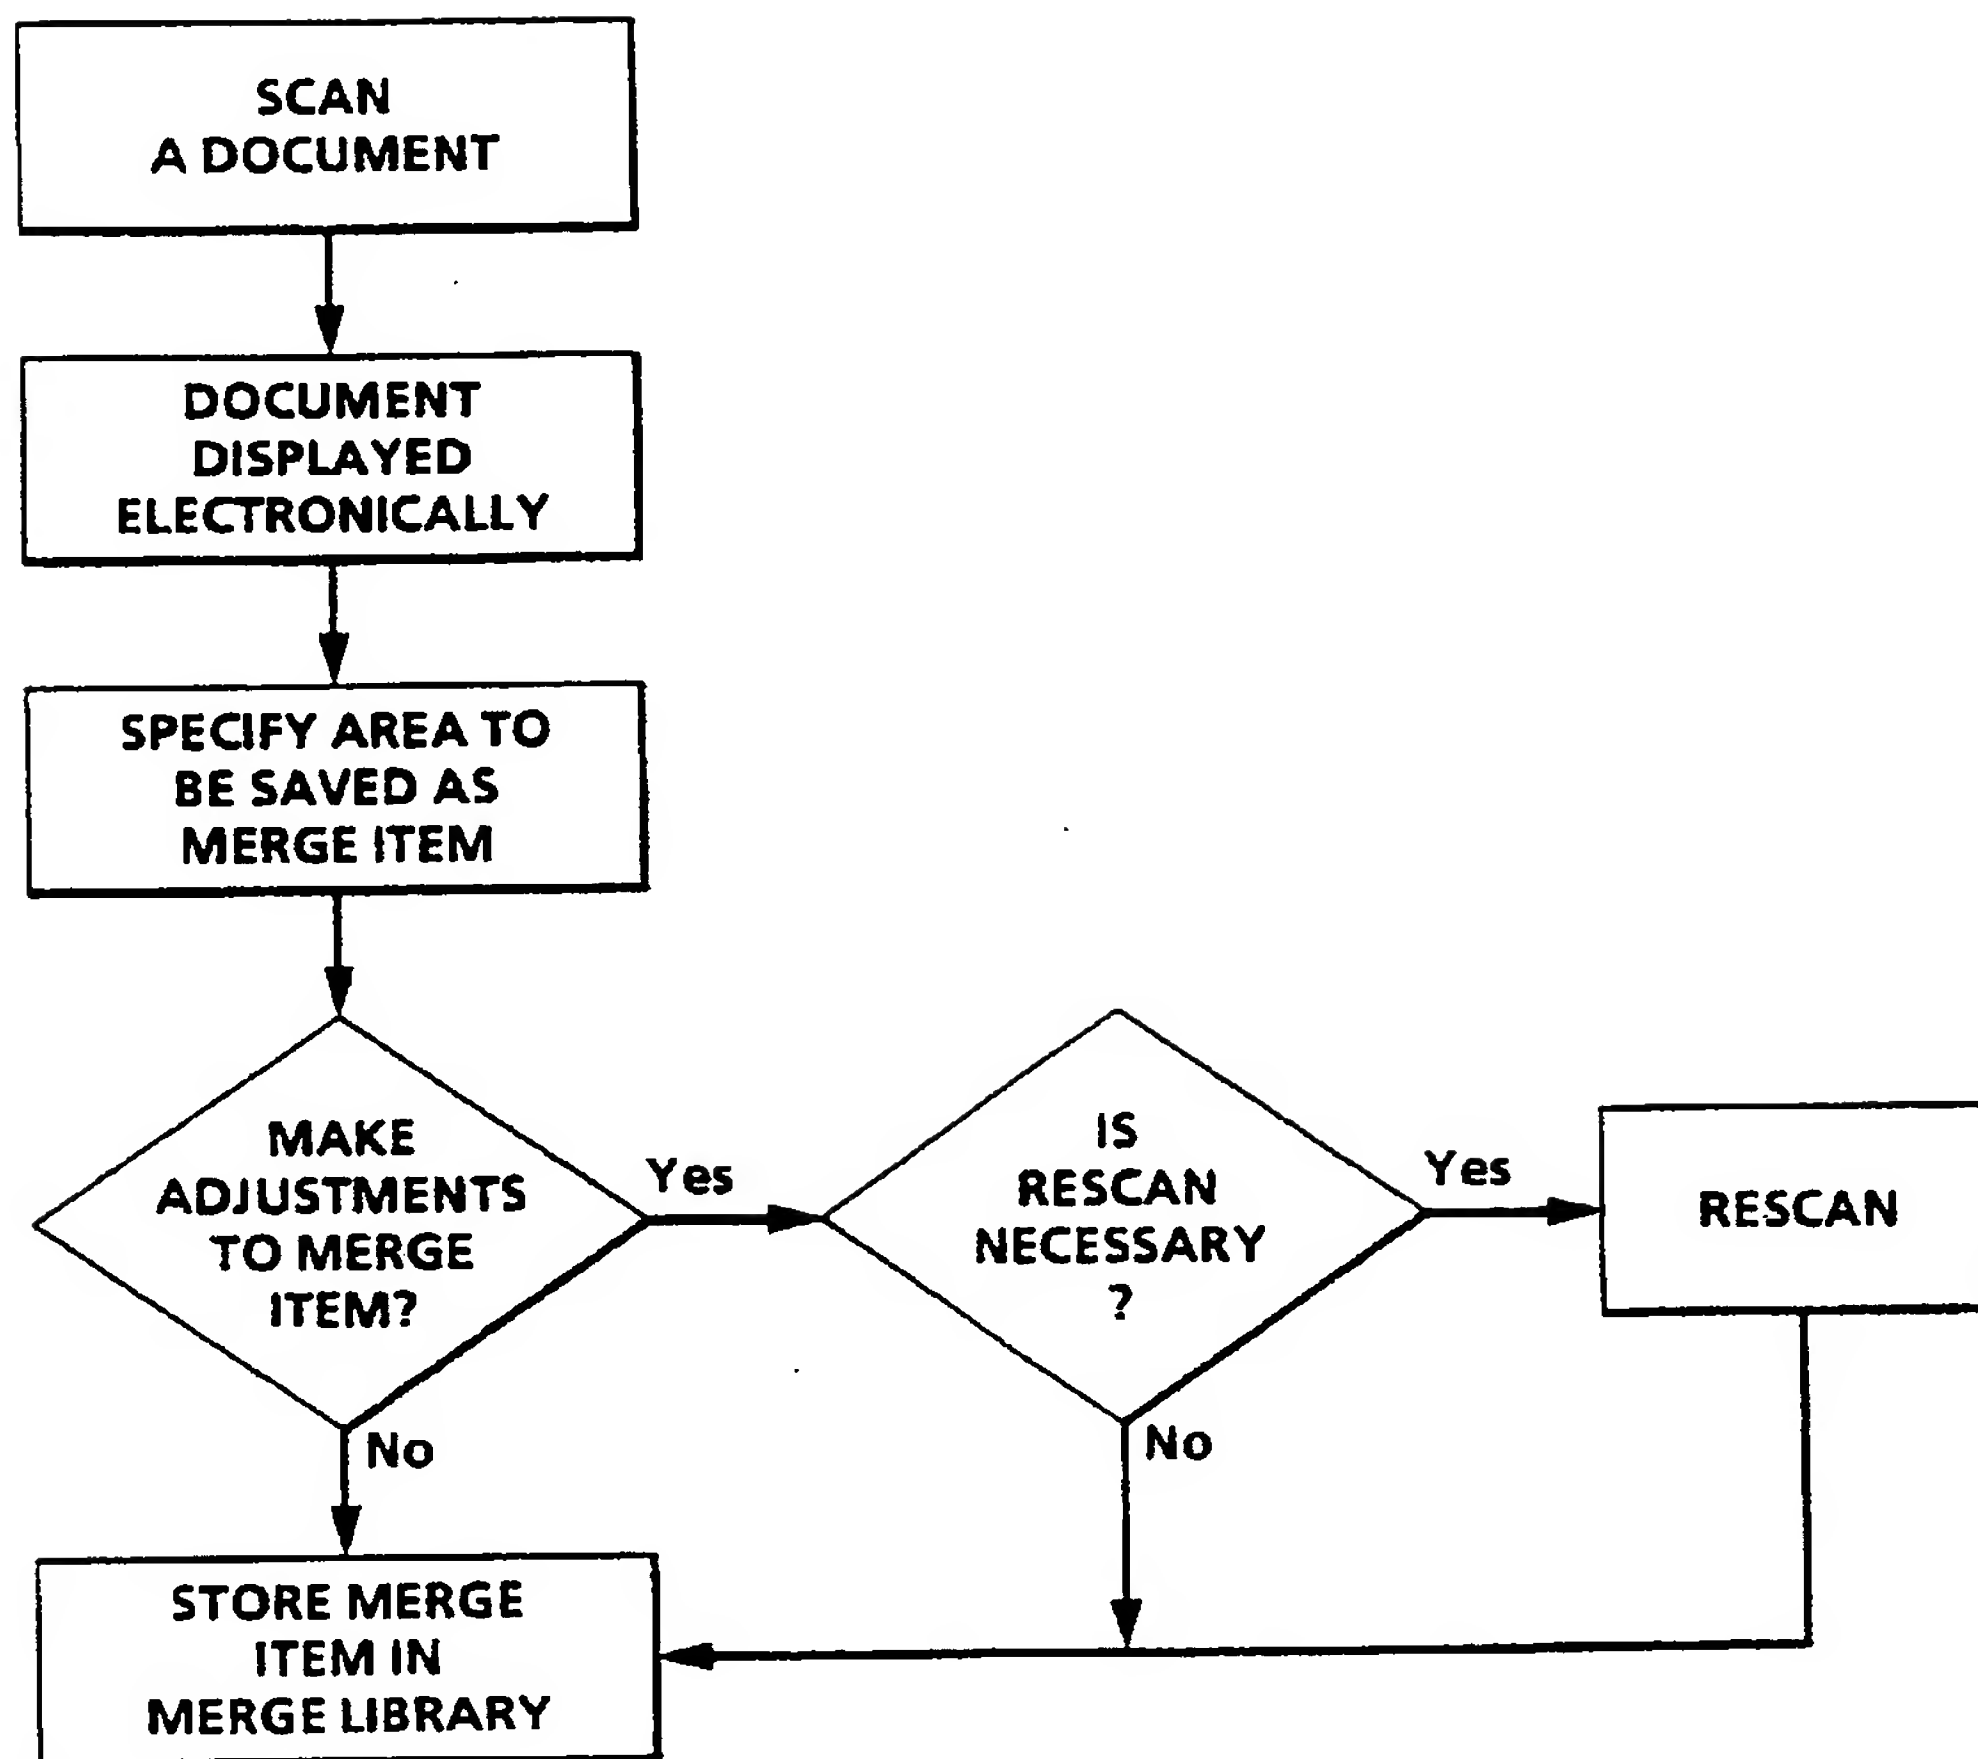 SCAN
A DOCUMENT
DOCUMENT
DISPLAYED
ELECTRONICALLY
SPECIFY AREA TO
BE SAVED AS
MERGE ITEM
MAKE
ADJUSTMENTS
TO MERGE
ITEM?
Yes
No
IS
RESCAN
NECESSARY
?
Yes
No
RESCAN
STORE MERGE
ITEM IN
MERGE LIBRARY